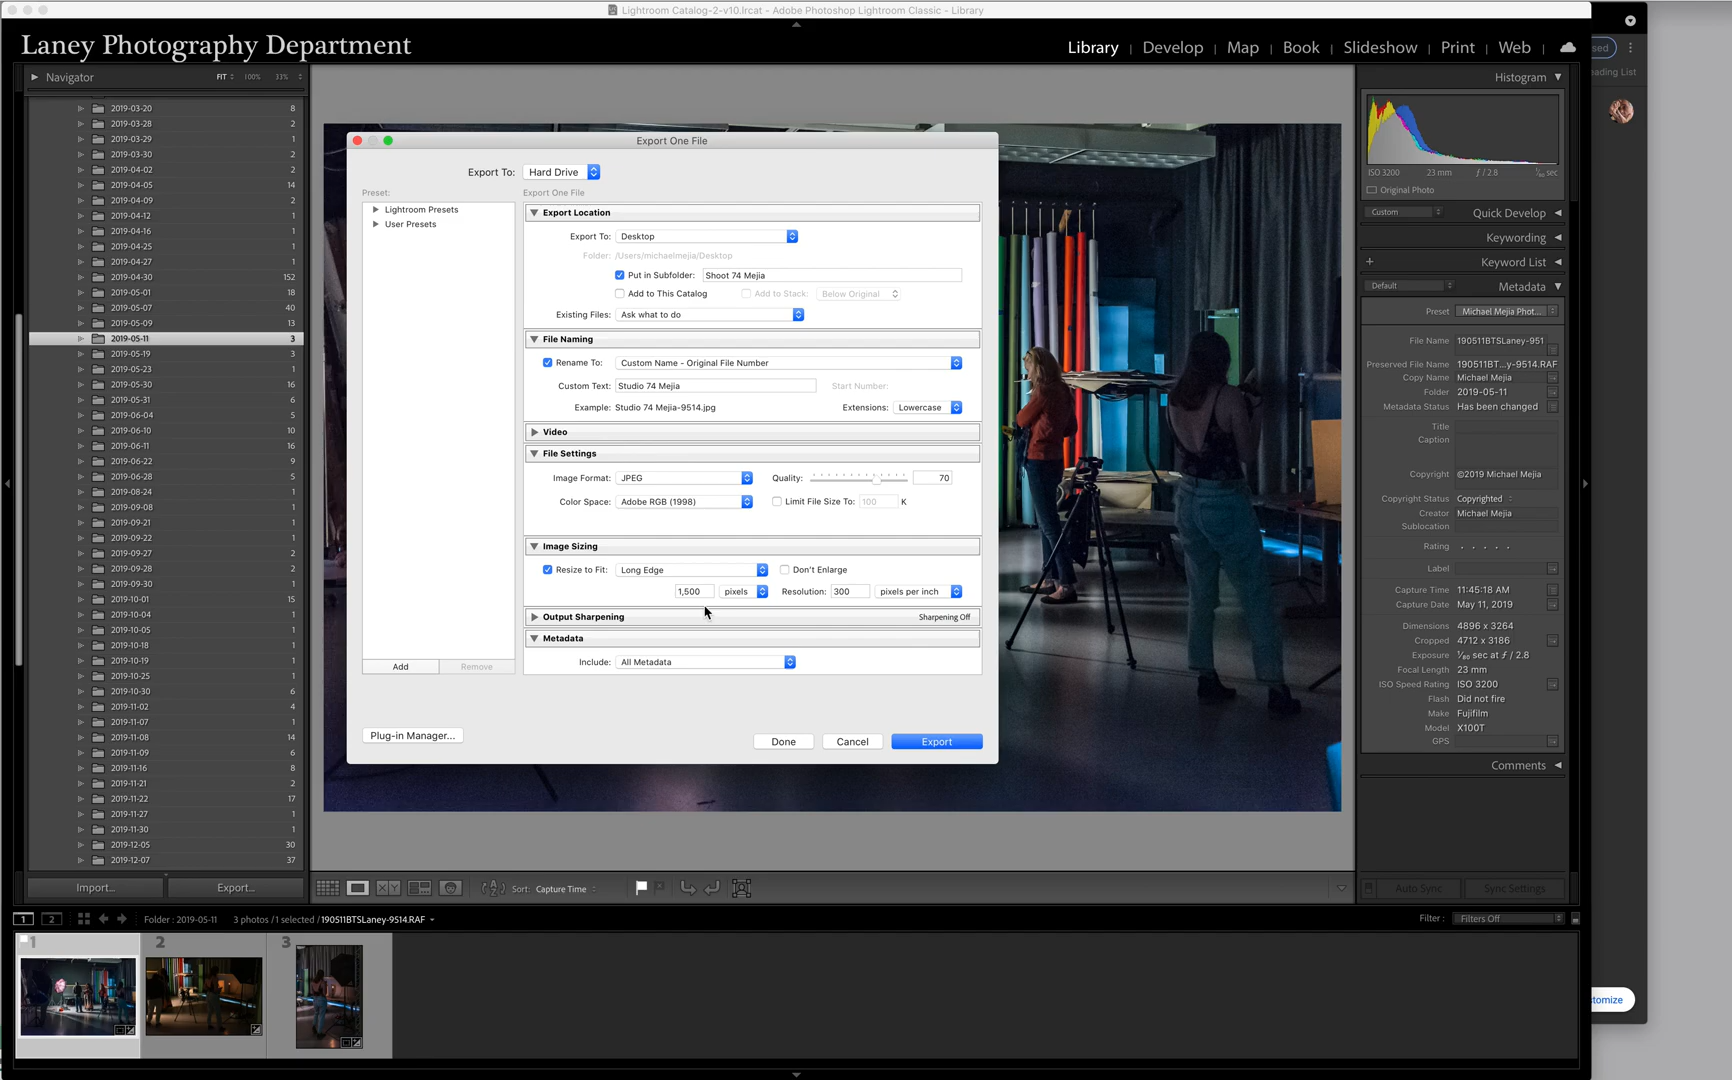 Lightroom Catalog-2-v10.lrcat - Adobe Photoshop Lightroom Classic - Library
Laney Photography Department
Library | Develop | Map | Book | Slideshow | Print | Web
Navigator FIT 100% 33%
2019-03-20 8
2019-03-28 2
2019-03-29 1
2019-03-30 2
2019-04-02 2
2019-04-05 14
2019-04-09 2
2019-04-12 1
2019-04-16 1
2019-04-25 1
2019-04-27 1
2019-04-30 152
2019-05-01 18
2019-05-07 40
2019-05-09 13
2019-05-11 3
2019-05-19 3
2019-05-23 1
2019-05-30 16
2019-05-31 6
2019-06-04 5
2019-06-10 10
2019-06-11 16
2019-06-22 9
2019-06-28 5
2019-08-24 1
2019-09-08 1
2019-09-21 1
2019-09-22 1
2019-09-27 2
2019-09-28 2
2019-09-30 1
2019-10-01 15
2019-10-04 1
2019-10-05 1
2019-10-18 1
2019-10-19 1
2019-10-25 1
2019-10-30 6
2019-11-02 4
2019-11-07 1
2019-11-08 14
2019-11-09 6
2019-11-16 8
2019-11-21 2
2019-11-22 17
2019-11-27 1
2019-11-30 1
2019-12-05 30
2019-12-07 37
Import... Export...
Export One File
Export To: Hard Drive
Preset:
Lightroom Presets
User Presets
Add Remove
Plug-in Manager...
Export One File
Export Location
Export To: Desktop
Folder: /Users/michaelmejia/Desktop
Put in Subfolder: Shoot 74 Mejia
Add to This Catalog Add to Stack: Below Original
Existing Files: Ask what to do
File Naming
Rename To: Custom Name - Original File Number
Custom Text: Studio 74 Mejia Start Number:
Example: Studio 74 Mejia-9514.jpg Extensions: Lowercase
Video
File Settings
Image Format: JPEG Quality: 70
Color Space: Adobe RGB (1998) Limit File Size To: 100 K
Image Sizing
Resize to Fit: Long Edge Don't Enlarge
1,500 pixels Resolution: 300 pixels per inch
Output Sharpening Sharpening Off
Metadata
Include: All Metadata
Done Cancel Export
Histogram
ISO 3200 23 mm ƒ / 2.8 1/80 sec
Original Photo
Custom Quick Develop
Keywording
+ Keyword List
Default Metadata
Preset Michael Mejia Phot...
File Name 190511BTSLaney-951
Preserved File Name 190511BT...y-9514.RAF
Copy Name Michael Mejia
Folder 2019-05-11
Metadata Status Has been changed
Title
Caption
Copyright ©2019 Michael Mejia
Copyright Status Copyrighted
Creator Michael Mejia
Sublocation
Rating . . . . .
Label
Capture Time 11:45:18 AM
Capture Date May 11, 2019
Dimensions 4896 x 3264
Cropped 4712 x 3186
Exposure 1/80 sec at ƒ / 2.8
Focal Length 23 mm
ISO Speed Rating ISO 3200
Flash Did not fire
Make Fujifilm
Model X100T
GPS
Comments
Auto Sync Sync Settings
XY Sort: Capture Time
1 2 Folder : 2019-05-11 3 photos / 1 selected / 190511BTSLaney-9514.RAF
Filter : Filters Off
1 2 3
sed
ading List
tomize